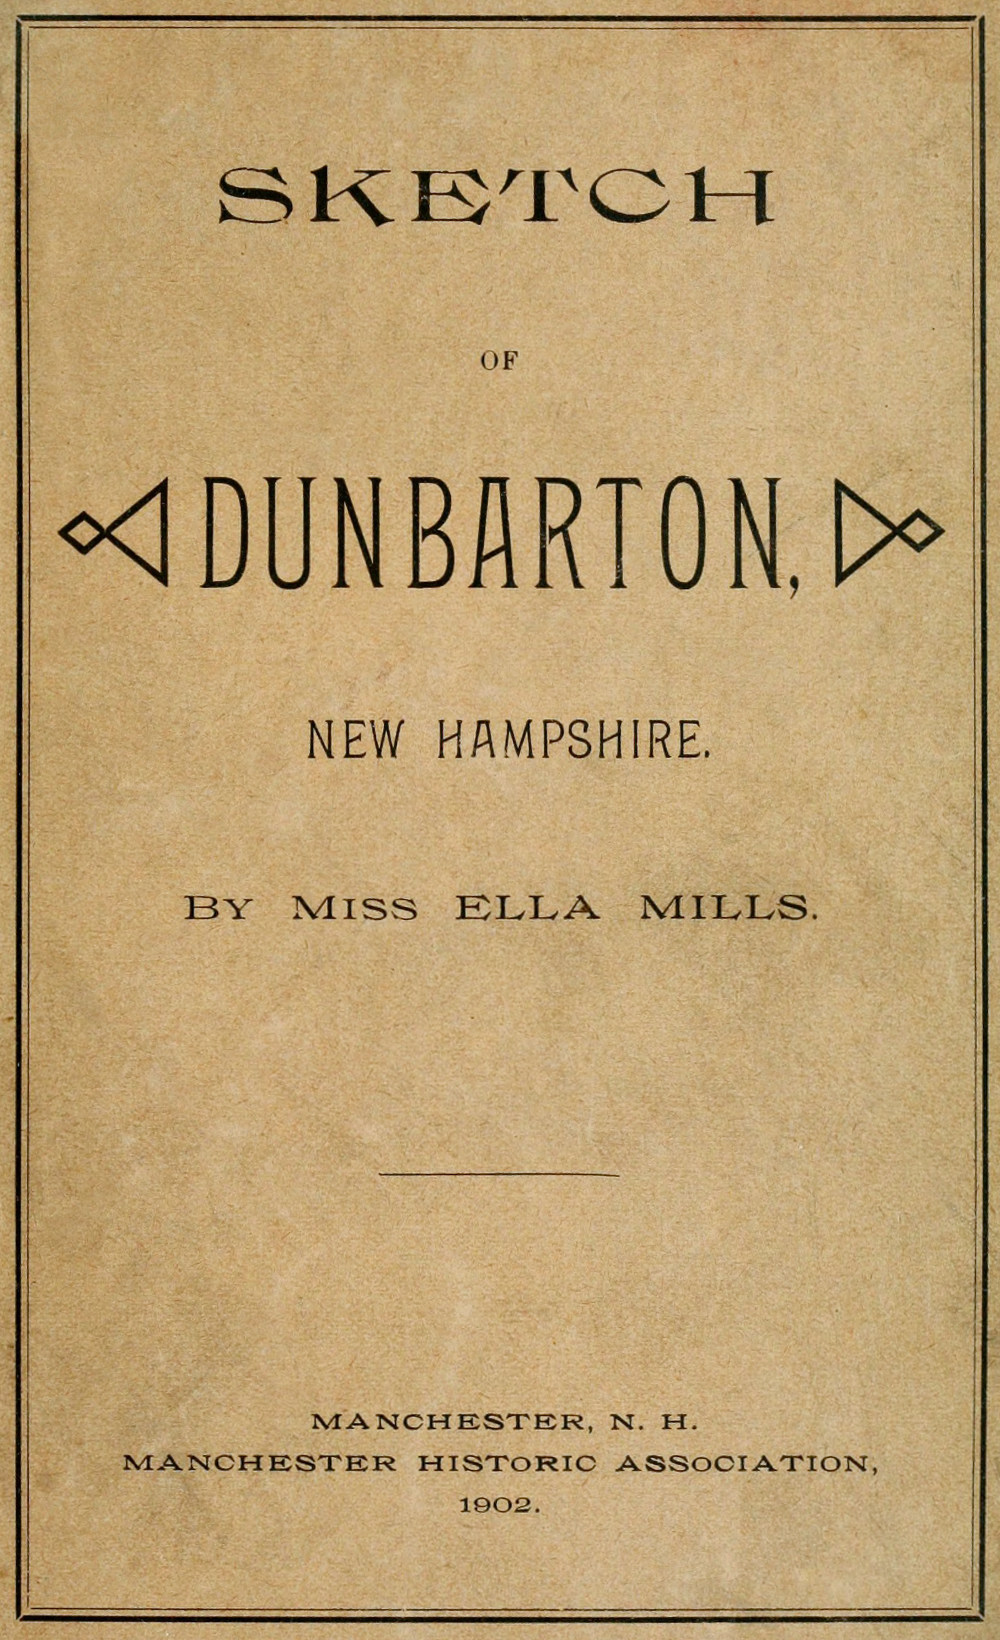 SKETCH
OF
DUNBARTON,
NEW HAMPSHIRE.
BY MISS ELLA MILLS.
MANCHESTER, N. H.
MANCHESTER HISTORIC ASSOCIATION,
1902.